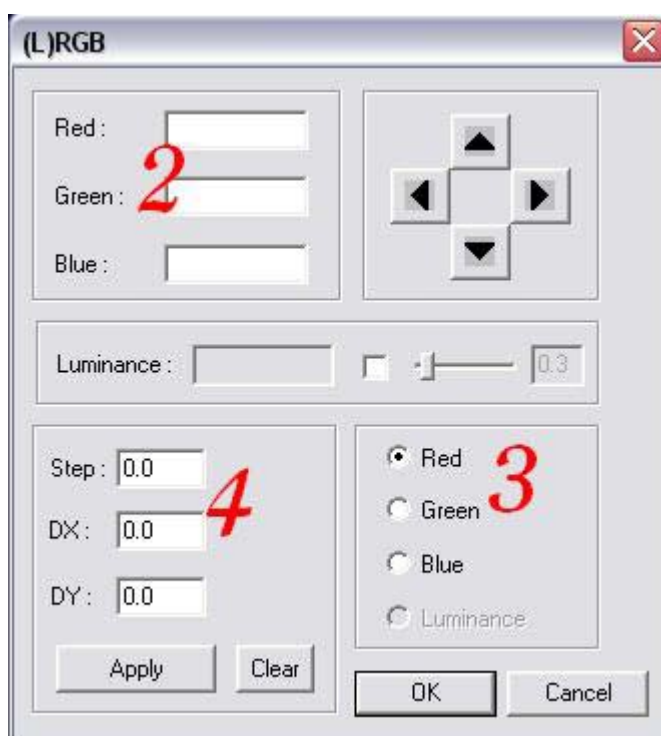 (L)RGB
Red :
Green :
Blue :
2
Luminance :
0.3
Step : 0.0
DX : 0.0
DY : 0.0
4
Apply
Clear
Red
Green
Blue
Luminance
3
OK
Cancel